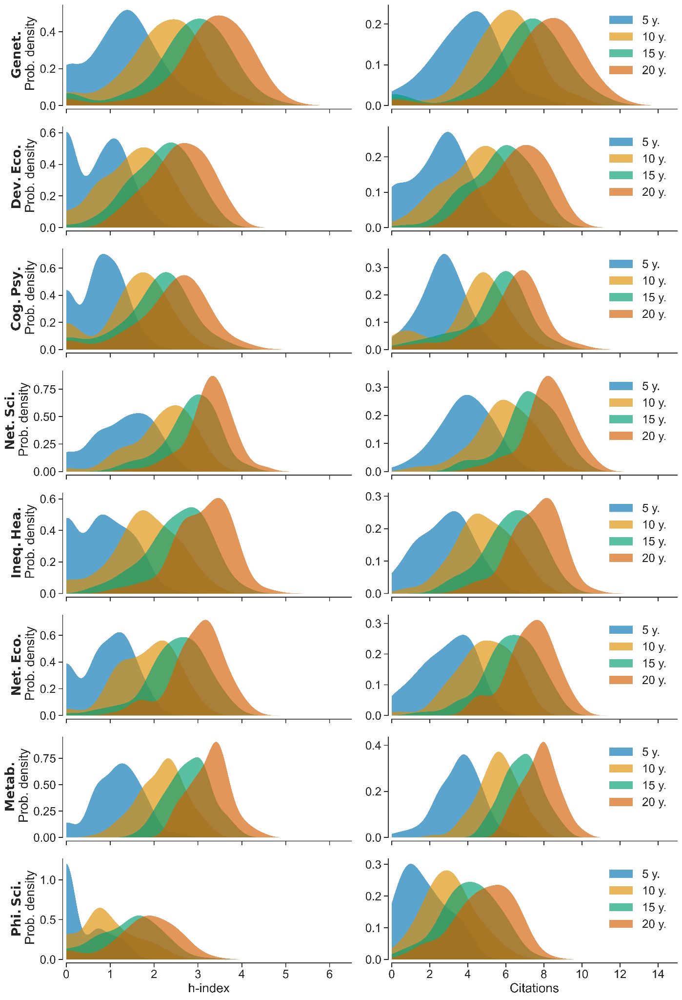 Genet.
Prob. density
0.4
0.2
0.0
0.2
0.1
0.0
5 y.
10 y.
15 y.
20 y.
Dev. Eco.
Prob. density
0.6
0.4
0.2
0.0
0.2
0.1
0.0
5 y.
10 y.
15 y.
20 y.
Cog. Psy.
Prob. density
0.6
0.4
0.2
0.0
0.3
0.2
0.1
0.0
5 y.
10 y.
15 y.
20 y.
Net. Sci.
Prob. density
0.75
0.50
0.25
0.00
0.3
0.2
0.1
0.0
5 y.
10 y.
15 y.
20 y.
Ineq. Hea.
Prob. density
0.6
0.4
0.2
0.0
0.3
0.2
0.1
0.0
5 y.
10 y.
15 y.
20 y.
Net. Eco.
Prob. density
0.6
0.4
0.2
0.0
0.3
0.2
0.1
0.0
5 y.
10 y.
15 y.
20 y.
Metab.
Prob. density
0.75
0.50
0.25
0.00
0.4
0.2
0.0
5 y.
10 y.
15 y.
20 y.
Phi. Sci.
Prob. density
1.0
0.5
0.0
0.3
0.2
0.1
0.0
5 y.
10 y.
15 y.
20 y.
0 1 2 3 4 5 6
h-index
0 2 4 6 8 10 12 14
Citations